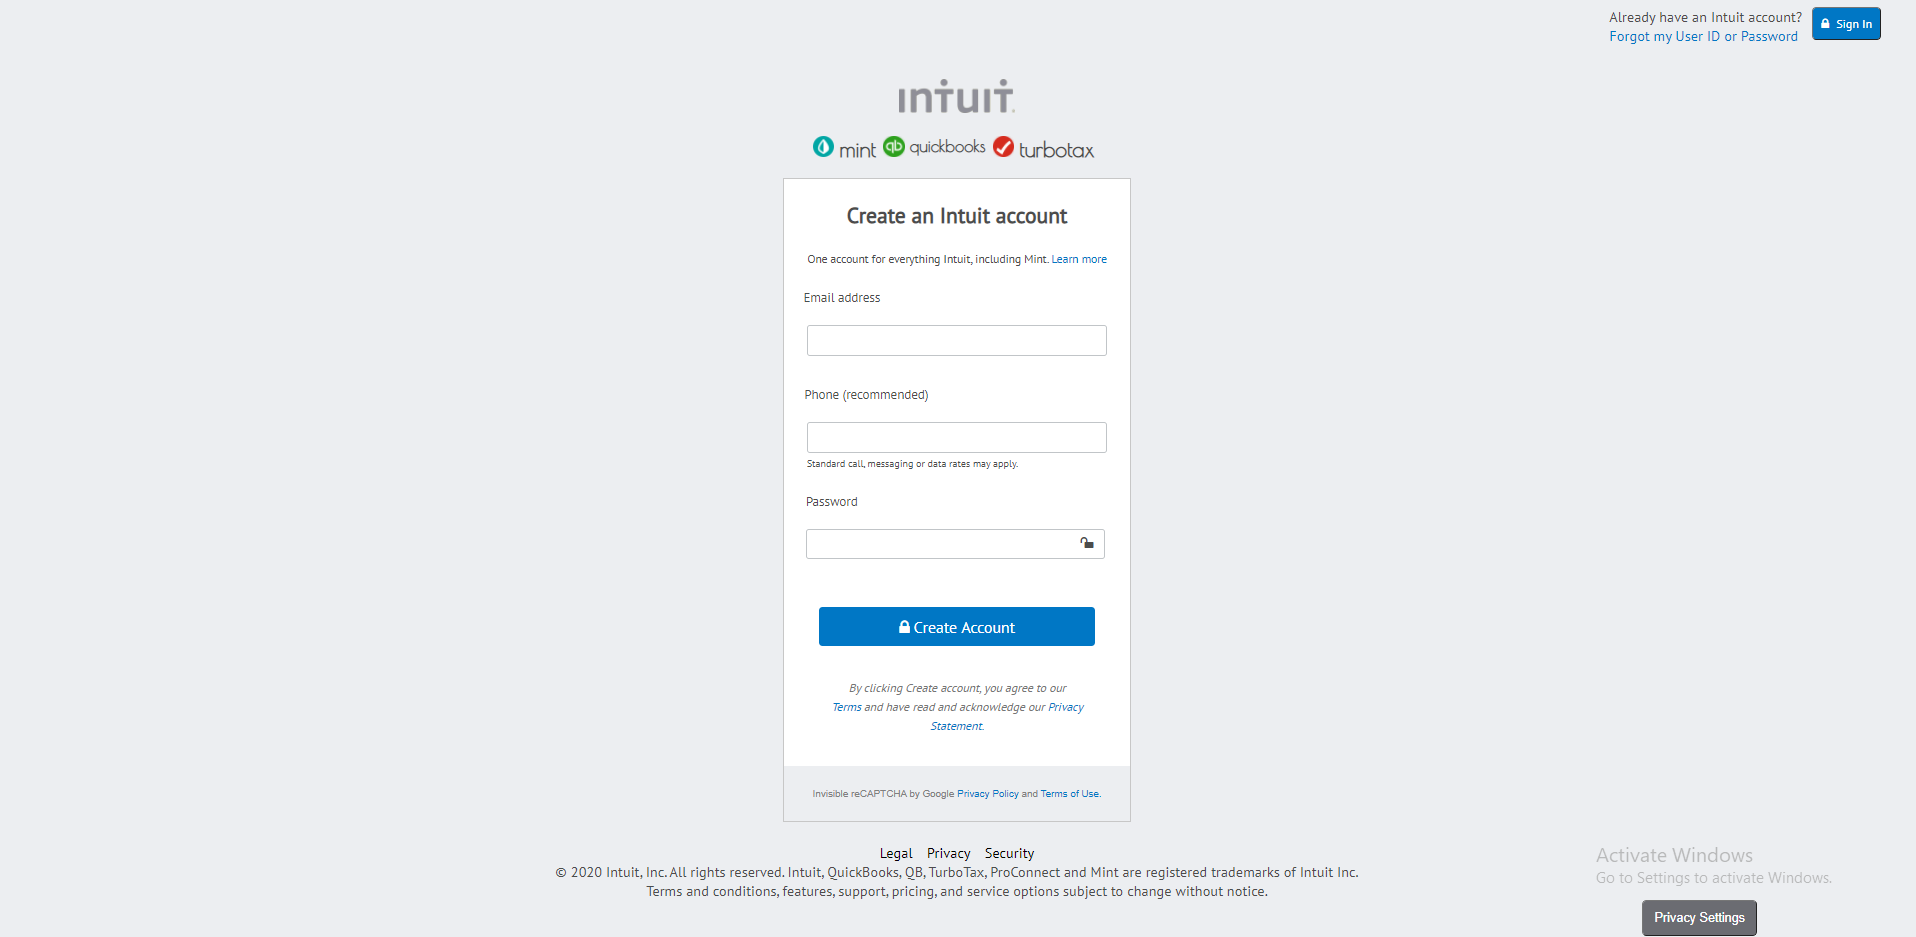 Already have an Intuit account?
Forgot my User ID or Password
Sign In
intuit
mint quickbooks turbotax
Create an Intuit account
One account for everything Intuit, including Mint. Learn more
Email address
Phone (recommended)
Standard call, messaging or data rates may apply.
Password
Create Account
By clicking Create account, you agree to our
Terms and have read and acknowledge our Privacy
Statement.
Invisible reCAPTCHA by Google Privacy Policy and Terms of Use.
Legal Privacy Security
© 2020 Intuit, Inc. All rights reserved. Intuit, QuickBooks, QB, TurboTax, ProConnect and Mint are registered trademarks of Intuit Inc.
Terms and conditions, features, support, pricing, and service options subject to change without notice.
Activate Windows
Go to Settings to activate Windows.
Privacy Settings